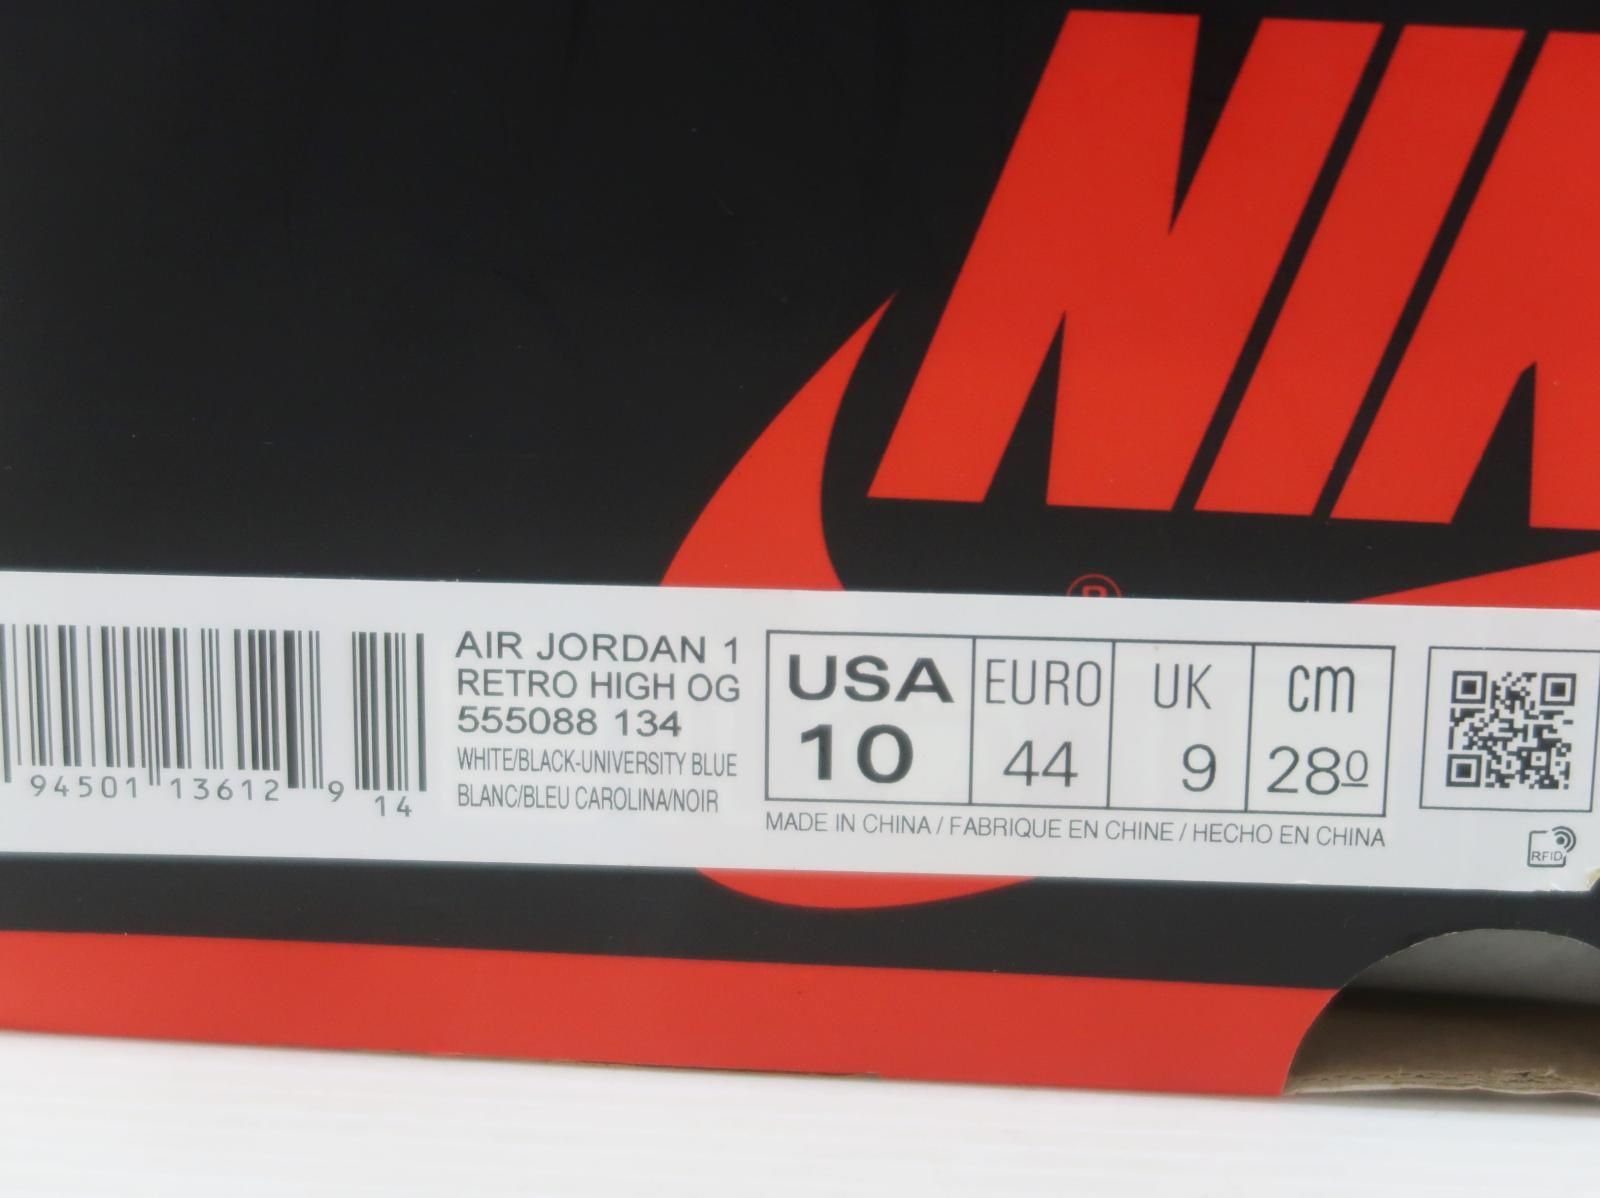 NIK
®
AIR JORDAN 1
RETRO HIGH OG
555088 134
WHITE/BLACK-UNIVERSITY BLUE
BLANC/BLEU CAROLINA/NOIR
USA EURO UK cm
10 44 9 28 0
MADE IN CHINA / FABRIQUE EN CHINE / HECHO EN CHINA
94501 13612 9 14
RFID